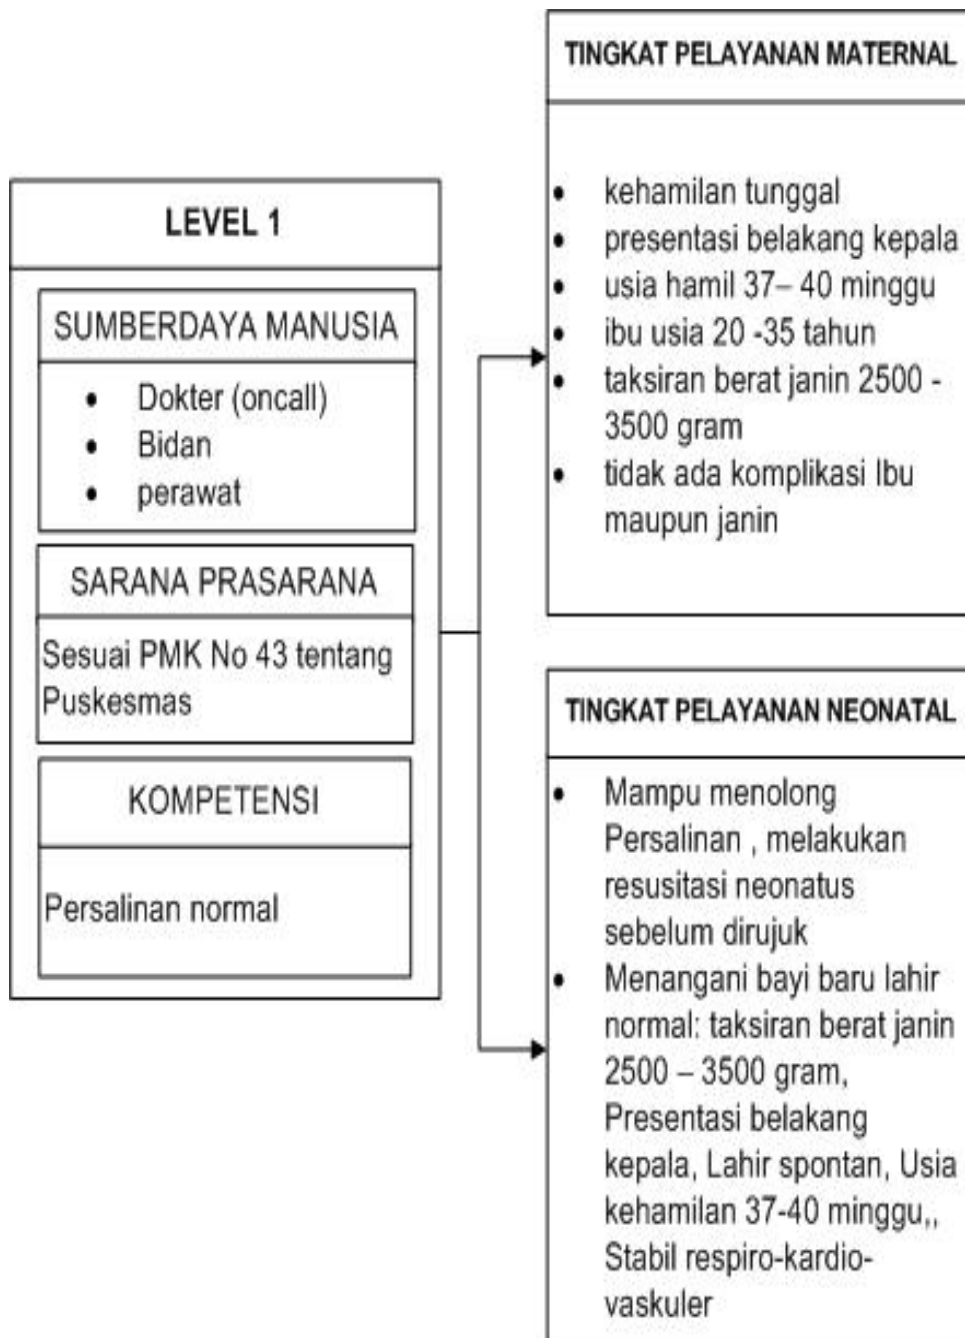 LEVEL 1
SUMBERDAYA MANUSIA
• Dokter (oncall)
• Bidan
• perawat
SARANA PRASARANA
Sesuai PMK No 43 tentang
Puskesmas
KOMPETENSI
Persalinan normal
TINGKAT PELAYANAN MATERNAL
• kehamilan tunggal
• presentasi belakang kepala
• usia hamil 37– 40 minggu
• ibu usia 20 -35 tahun
• taksiran berat janin 2500 -
3500 gram
• tidak ada komplikasi Ibu
maupun janin
TINGKAT PELAYANAN NEONATAL
• Mampu menolong
Persalinan , melakukan
resusitasi neonatus
sebelum dirujuk
• Menangani bayi baru lahir
normal: taksiran berat janin
2500 – 3500 gram,
Presentasi belakang
kepala, Lahir spontan, Usia
kehamilan 37-40 minggu,,
Stabil respiro-kardio-
vaskuler